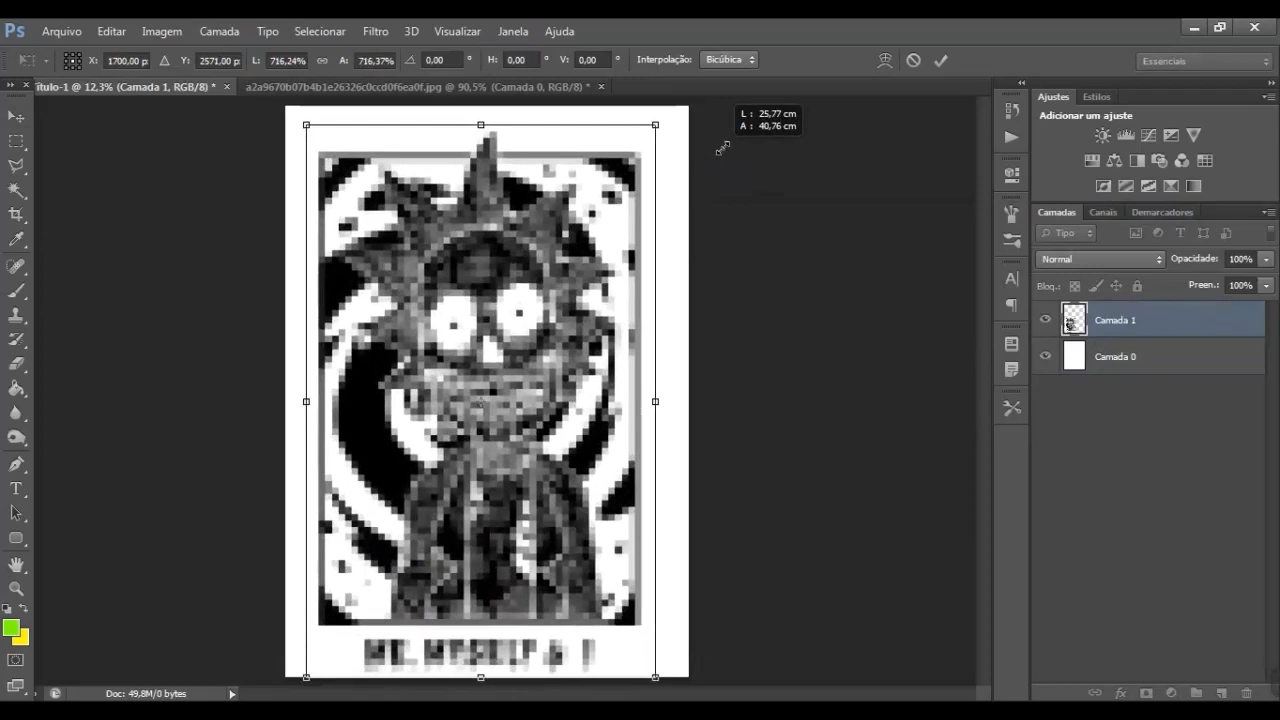 Ps Arquivo Editar Imagem Camada Tipo Selecionar Filtro 3D Visualizar Janela Ajuda
X: 1700,00 p Y: 2571,00 p L: 716,24% A: 716,37% 0,00 ° H: 0,00 ° V: 0,00 ° Interpolação: Bicúbica Essenciais
ítulo-1 @ 12,3% (Camada 1, RGB/8) * × a2a9670b07b4b1e26326c0ccd0f6ea0f.jpg @ 90,5% (Camada 0, RGB/8) * ×
L : 25,77 cm
A : 40,76 cm
ME, MYSELF & I
Ajustes Estilos
Adicionar um ajuste
Camadas Canais Demarcadores
Tipo
Normal Opacidade: 100%
Bloq.: Preen.: 100%
Camada 1
Camada 0
Doc: 49,8M/0 bytes